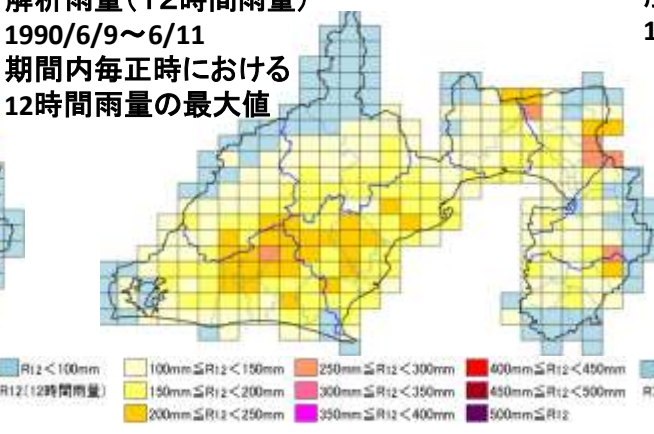 解析雨量(12時間雨量)
1990/6/9～6/11
期間内毎正時における
12時間雨量の最大値
R12<100mm
100mm≦R12<150mm
250mm≦R12<300mm
400mm≦R12<450mm
R12(12時間雨量)
150mm≦R12<200mm
300mm≦R12<350mm
450mm≦R12<500mm
200mm≦R12<250mm
350mm≦R12<400mm
500mm≦R12